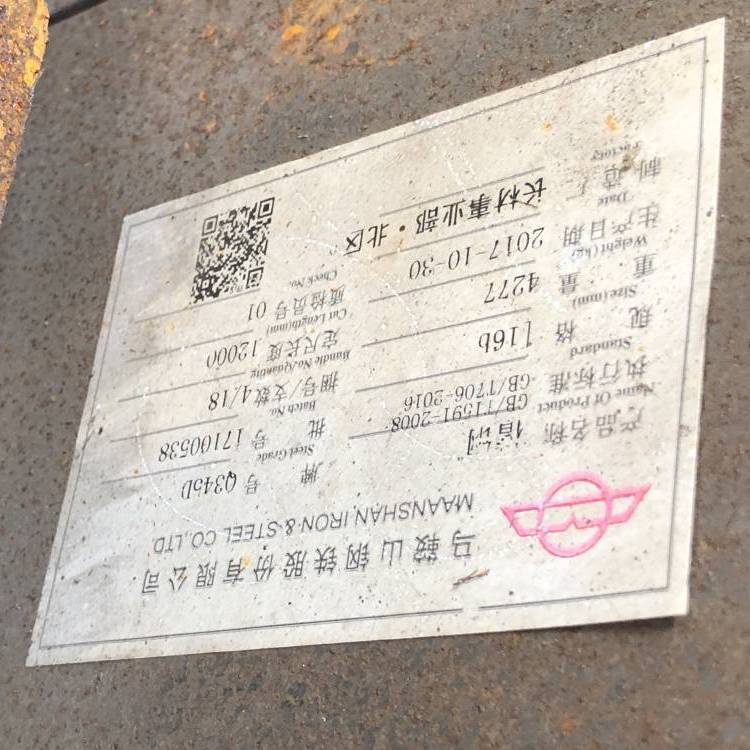 马鞍山钢铁股份有限公司
MAANSHAN IRON & STEEL CO.,LTD
产品名称 槽钢
Name Of Product
牌 号 Q345D
Steel Grade
执行标准 GB/T1591-2008
GB/T706-2016
Standard
批 号 17100538
Batch No.
规 格 [16b
Size(mm)
捆号/支数 4/18
Bundle No./Quantity
重 量 4277
Weight(kg)
定尺长度 12000
Cut Length(mm)
生产日期 2017-10-30
Date
质检员号 01
Check No.
制 造 长材事业部·北区
Factory